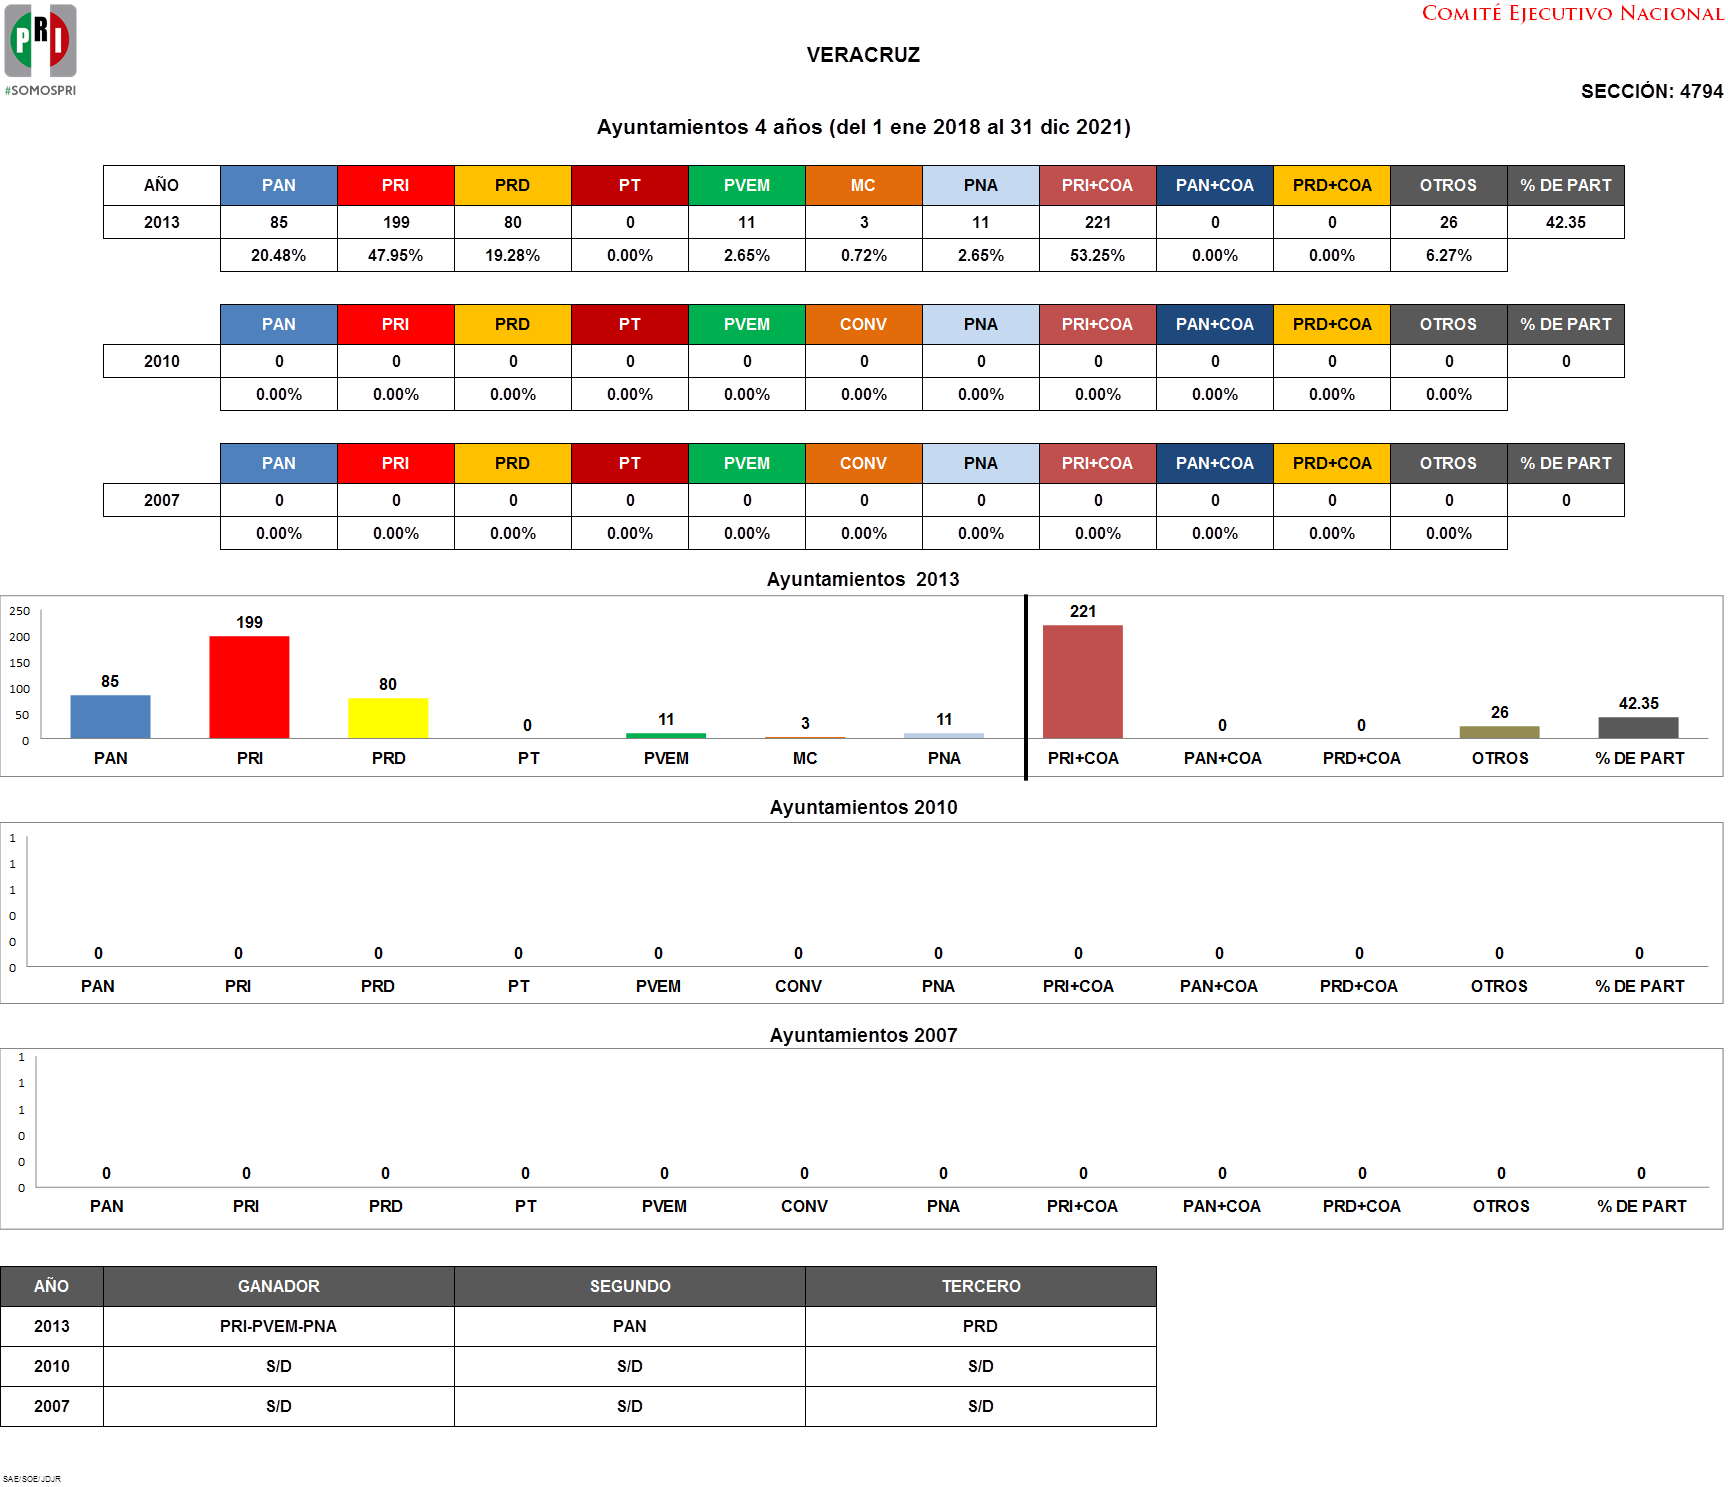 PRI
#SOMOSPRI
COMITÉ EJECUTIVO NACIONAL
VERACRUZ
SECCIÓN: 4794
Ayuntamientos 4 años (del 1 ene 2018 al 31 dic 2021)
AÑO PAN PRI PRD PT PVEM MC PNA PRI+COA PAN+COA PRD+COA OTROS % DE PART
2013 85 199 80 0 11 3 11 221 0 0 26 42.35
20.48% 47.95% 19.28% 0.00% 2.65% 0.72% 2.65% 53.25% 0.00% 0.00% 6.27%
PAN PRI PRD PT PVEM CONV PNA PRI+COA PAN+COA PRD+COA OTROS % DE PART
2010 0 0 0 0 0 0 0 0 0 0 0 0
0.00% 0.00% 0.00% 0.00% 0.00% 0.00% 0.00% 0.00% 0.00% 0.00% 0.00%
PAN PRI PRD PT PVEM CONV PNA PRI+COA PAN+COA PRD+COA OTROS % DE PART
2007 0 0 0 0 0 0 0 0 0 0 0 0
0.00% 0.00% 0.00% 0.00% 0.00% 0.00% 0.00% 0.00% 0.00% 0.00% 0.00%
Ayuntamientos 2013
250
200
150
100
50
0
85 199 80 0 11 3 11 221 0 0 26 42.35
PAN PRI PRD PT PVEM MC PNA PRI+COA PAN+COA PRD+COA OTROS % DE PART
Ayuntamientos 2010
1
1
1
0
0
0
0 0 0 0 0 0 0 0 0 0 0 0
PAN PRI PRD PT PVEM CONV PNA PRI+COA PAN+COA PRD+COA OTROS % DE PART
Ayuntamientos 2007
1
1
1
0
0
0
0 0 0 0 0 0 0 0 0 0 0 0
PAN PRI PRD PT PVEM CONV PNA PRI+COA PAN+COA PRD+COA OTROS % DE PART
AÑO GANADOR SEGUNDO TERCERO
2013 PRI-PVEM-PNA PAN PRD
2010 S/D S/D S/D
2007 S/D S/D S/D
SAE/SOE/JDJR